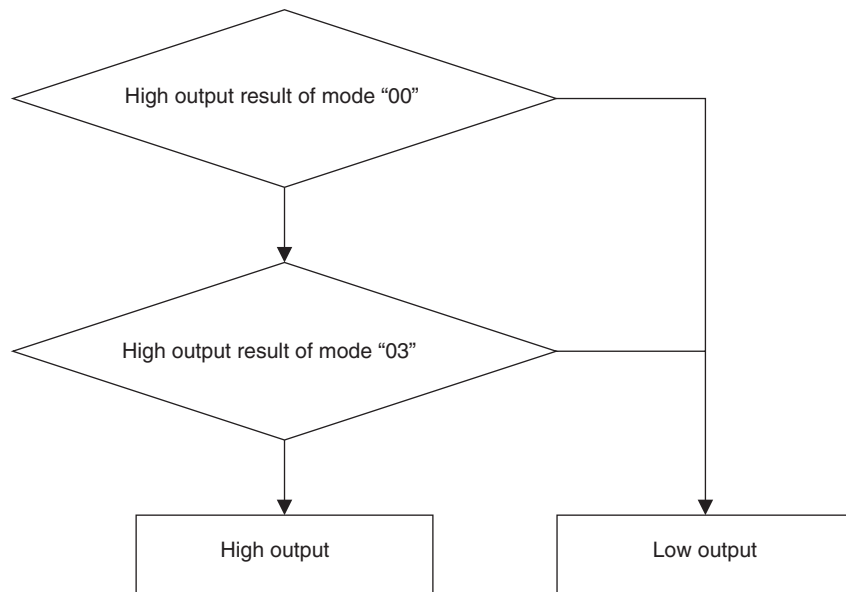 High output result of mode “00”
High output result of mode “03”
High output
Low output